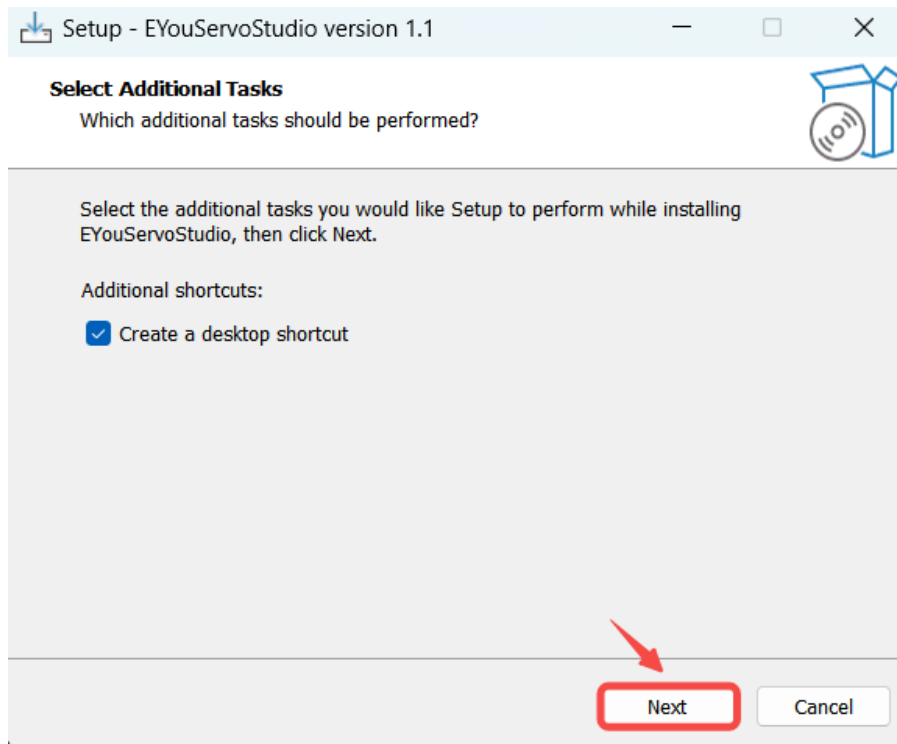 Setup - EYouServoStudio version 1.1
Select Additional Tasks
Which additional tasks should be performed?
Select the additional tasks you would like Setup to perform while installing
EYouServoStudio, then click Next.
Additional shortcuts:
Create a desktop shortcut
Next
Cancel